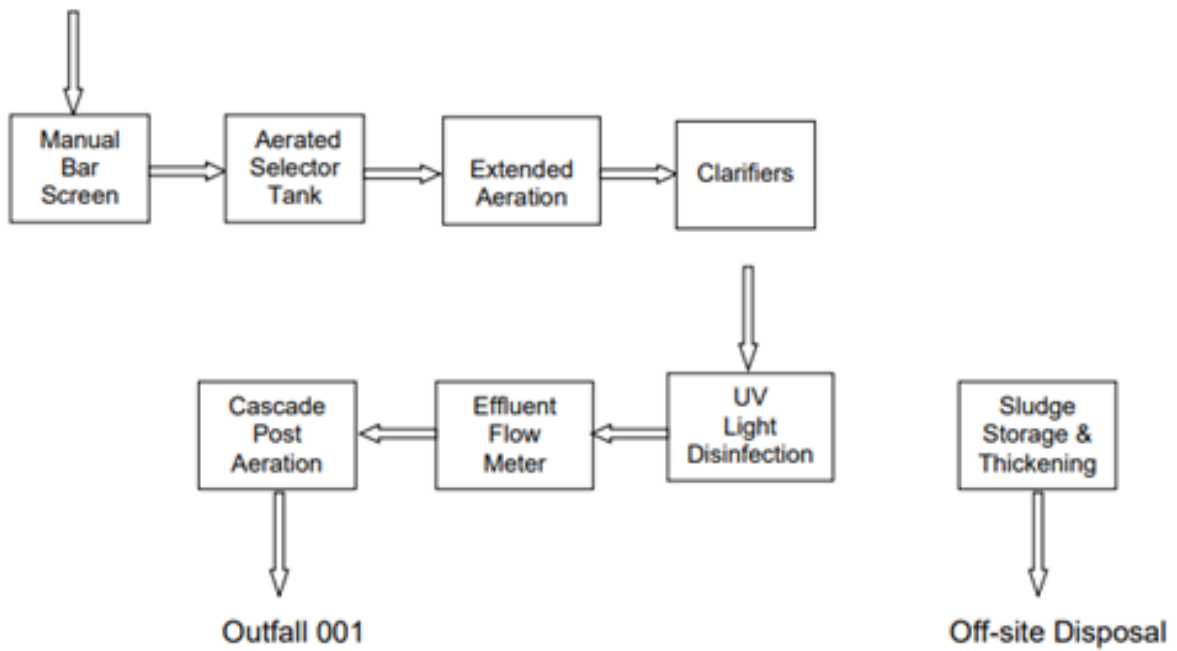 Manual
Bar
Screen
Aerated
Selector
Tank
Extended
Aeration
Clarifiers
UV
Light
Disinfection
Effluent
Flow
Meter
Cascade
Post
Aeration
Sludge
Storage &
Thickening
Outfall 001
Off-site Disposal